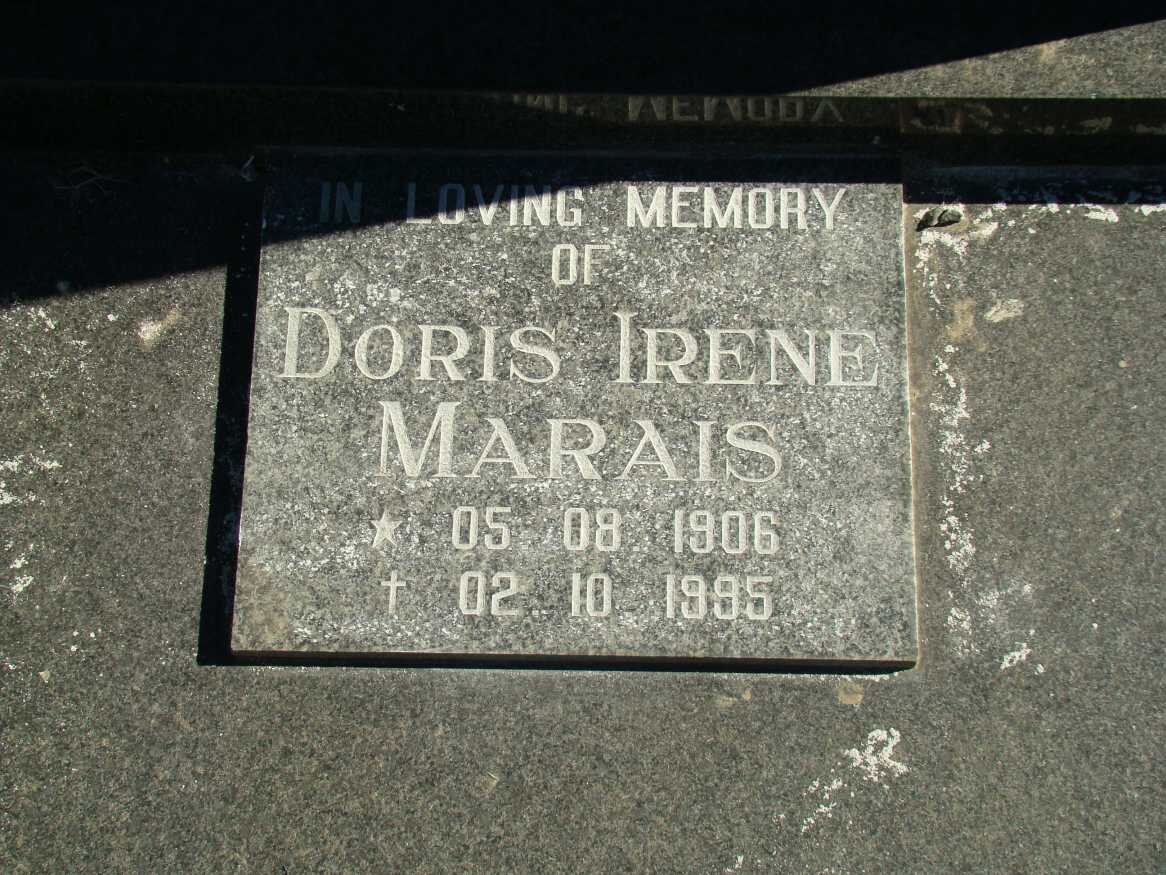 IN LOVING MEMORY
OF
DORIS IRENE
MARAIS
★ 05. 08. 1906
† 02. 10. 1995